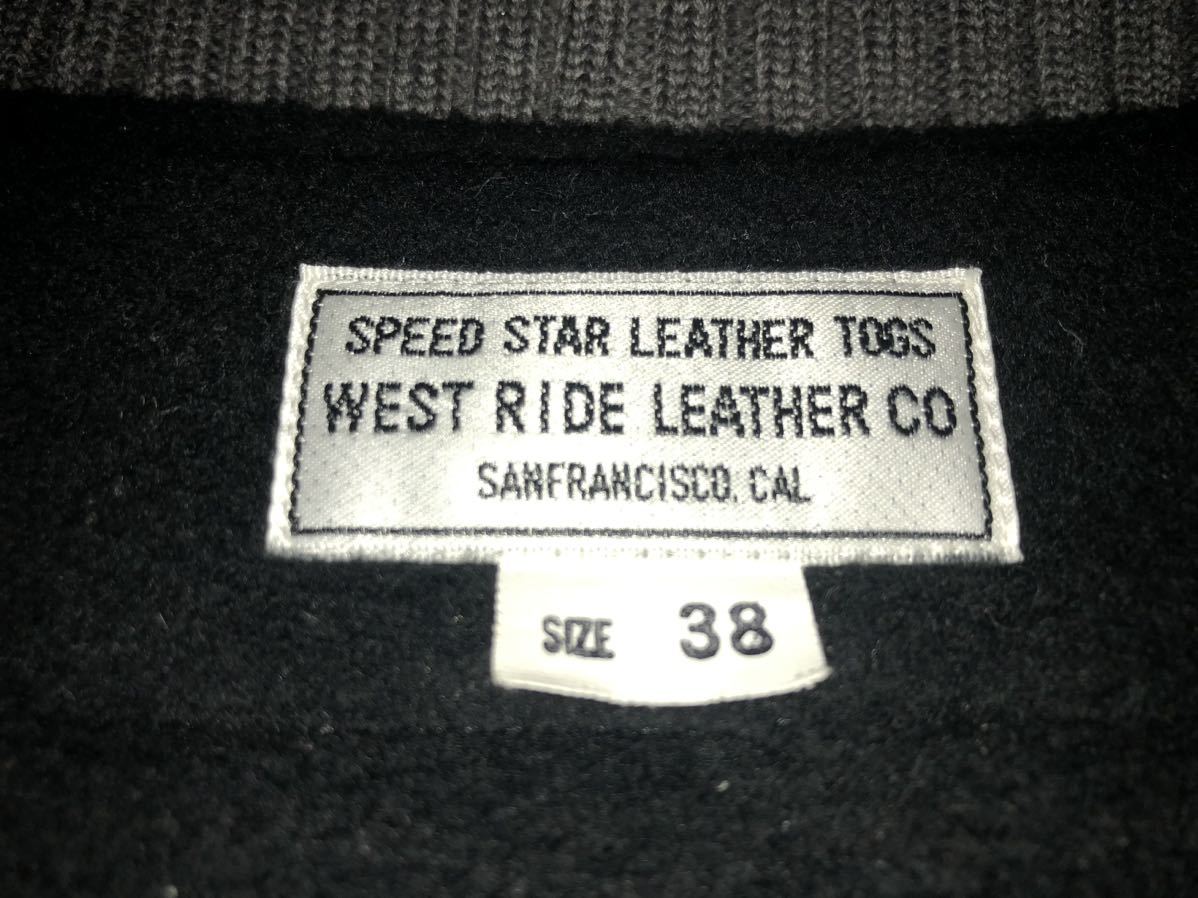 SPEED STAR LEATHER TOGS
WEST RIDE LEATHER CO
SANFRANCISCO. CAL
SIZE 38